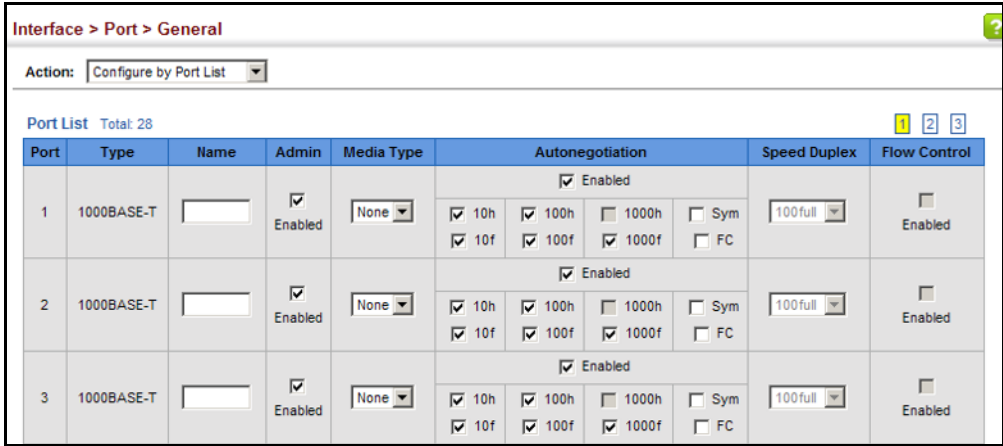 Interface > Port > General
?
Action: Configure by Port List
Port List Total: 28
1 2 3
Port Type Name Admin Media Type Autonegotiation Speed Duplex Flow Control
1 1000BASE-T Enabled None Enabled 100full Enabled
10h 100h 1000h Sym
10f 100f 1000f FC
2 1000BASE-T Enabled None Enabled 100full Enabled
10h 100h 1000h Sym
10f 100f 1000f FC
3 1000BASE-T Enabled None Enabled 100full Enabled
10h 100h 1000h Sym
10f 100f 1000f FC